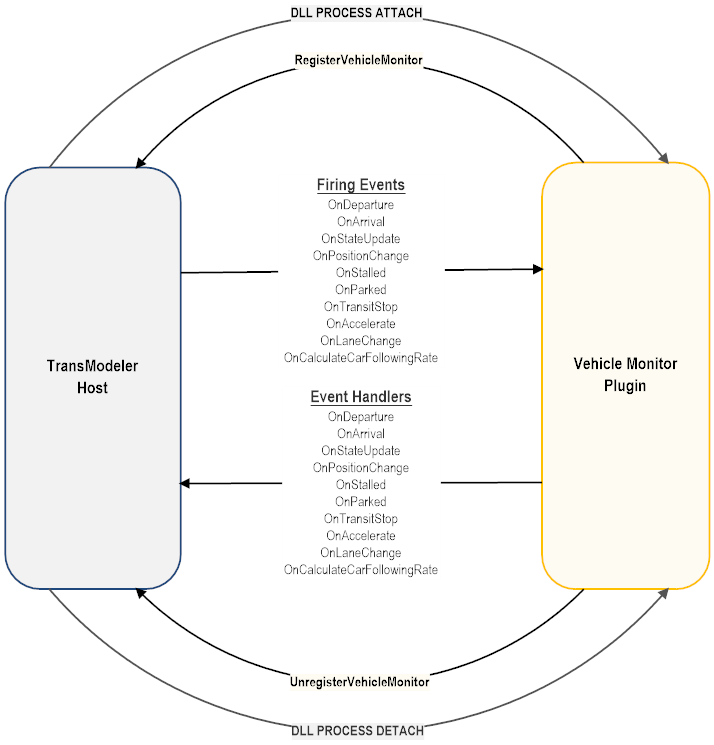 DLL PROCESS ATTACH
RegisterVehicleMonitor
Firing Events
OnDeparture
OnArrival
OnStateUpdate
OnPositionChange
OnStalled
OnParked
OnTransitStop
OnAccelerate
OnLaneChange
OnCalculateCarFollowingRate
TransModeler
Host
Vehicle Monitor
Plugin
Event Handlers
OnDeparture
OnArrival
OnStateUpdate
OnPositionChange
OnStalled
OnParked
OnTransitStop
OnAccelerate
OnLaneChange
OnCalculateCarFollowingRate
UnregisterVehicleMonitor
DLL PROCESS DETACH